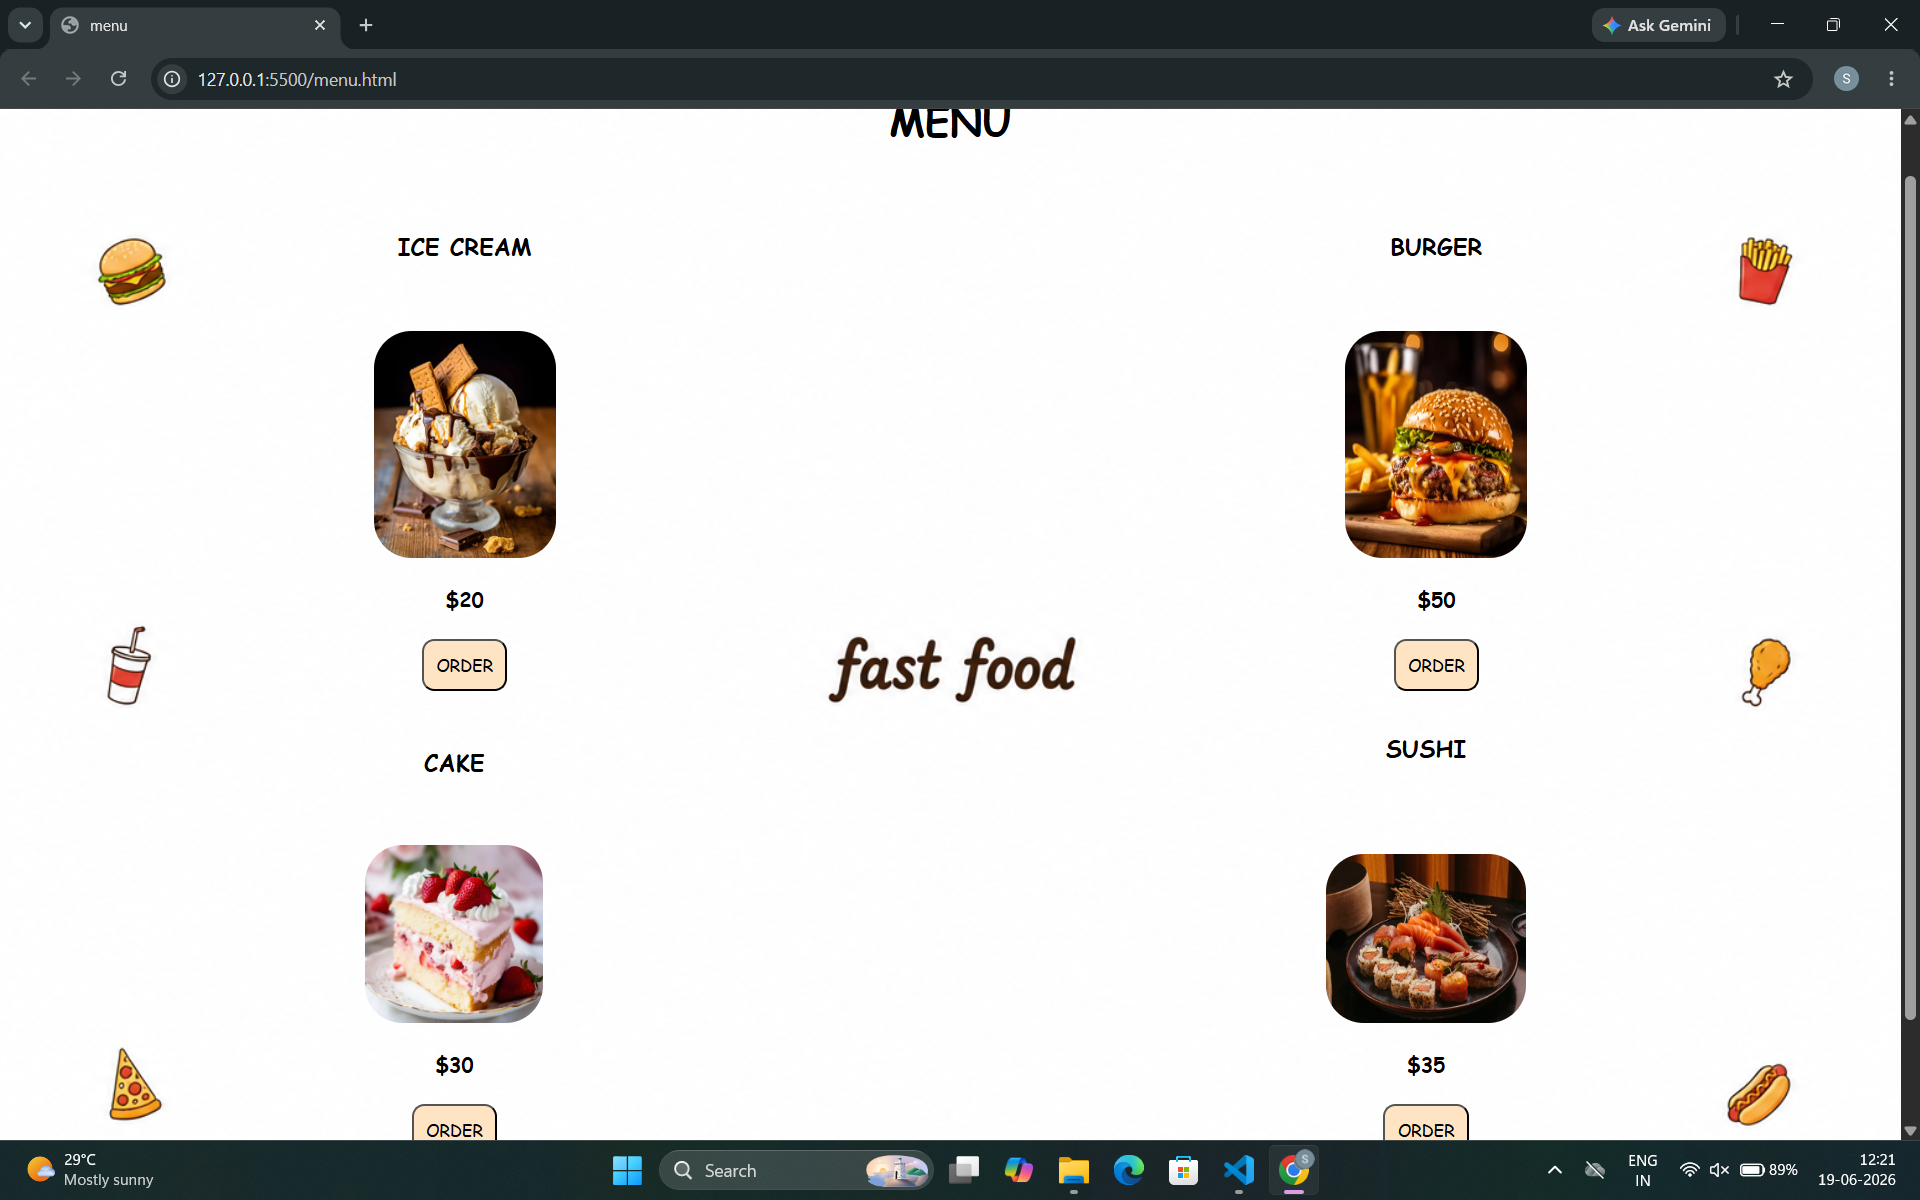 menu
Ask Gemini
127.0.0.1:5500/menu.html
S
MENU
ICE CREAM
BURGER
$20
$50
ORDER
ORDER
fast food
CAKE
SUSHI
$30
$35
ORDER
ORDER
29°C
Mostly sunny
Search
S
ENG
IN
89%
12:21
19-06-2026